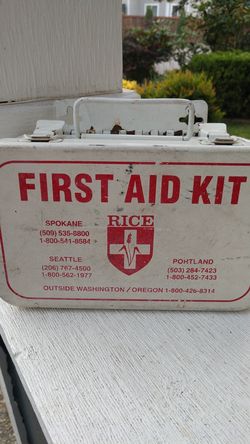 FIRST AID KIT
RICE
SPOKANE
(509) 535-8800
1-800-541-8584
SEATTLE
(206) 767-4500
1-800-562-1977
PORTLAND
(503) 284-7423
1-800-452-7433
OUTSIDE WASHINGTON / OREGON 1-800-426-8314